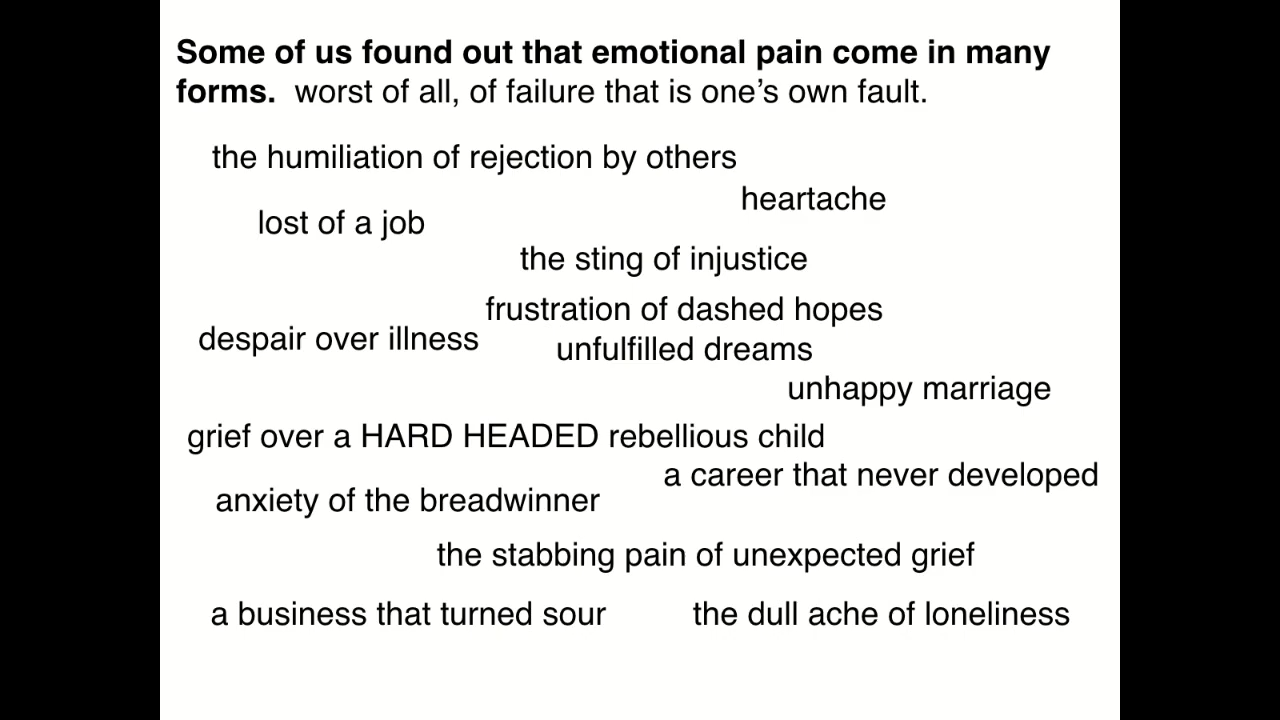 Some of us found out that emotional pain come in many
forms.  worst of all, of failure that is one’s own fault.
the humiliation of rejection by others
heartache
lost of a job
the sting of injustice
frustration of dashed hopes
despair over illness
unfulfilled dreams
unhappy marriage
grief over a HARD HEADED rebellious child
a career that never developed
anxiety of the breadwinner
the stabbing pain of unexpected grief
a business that turned sour
the dull ache of loneliness